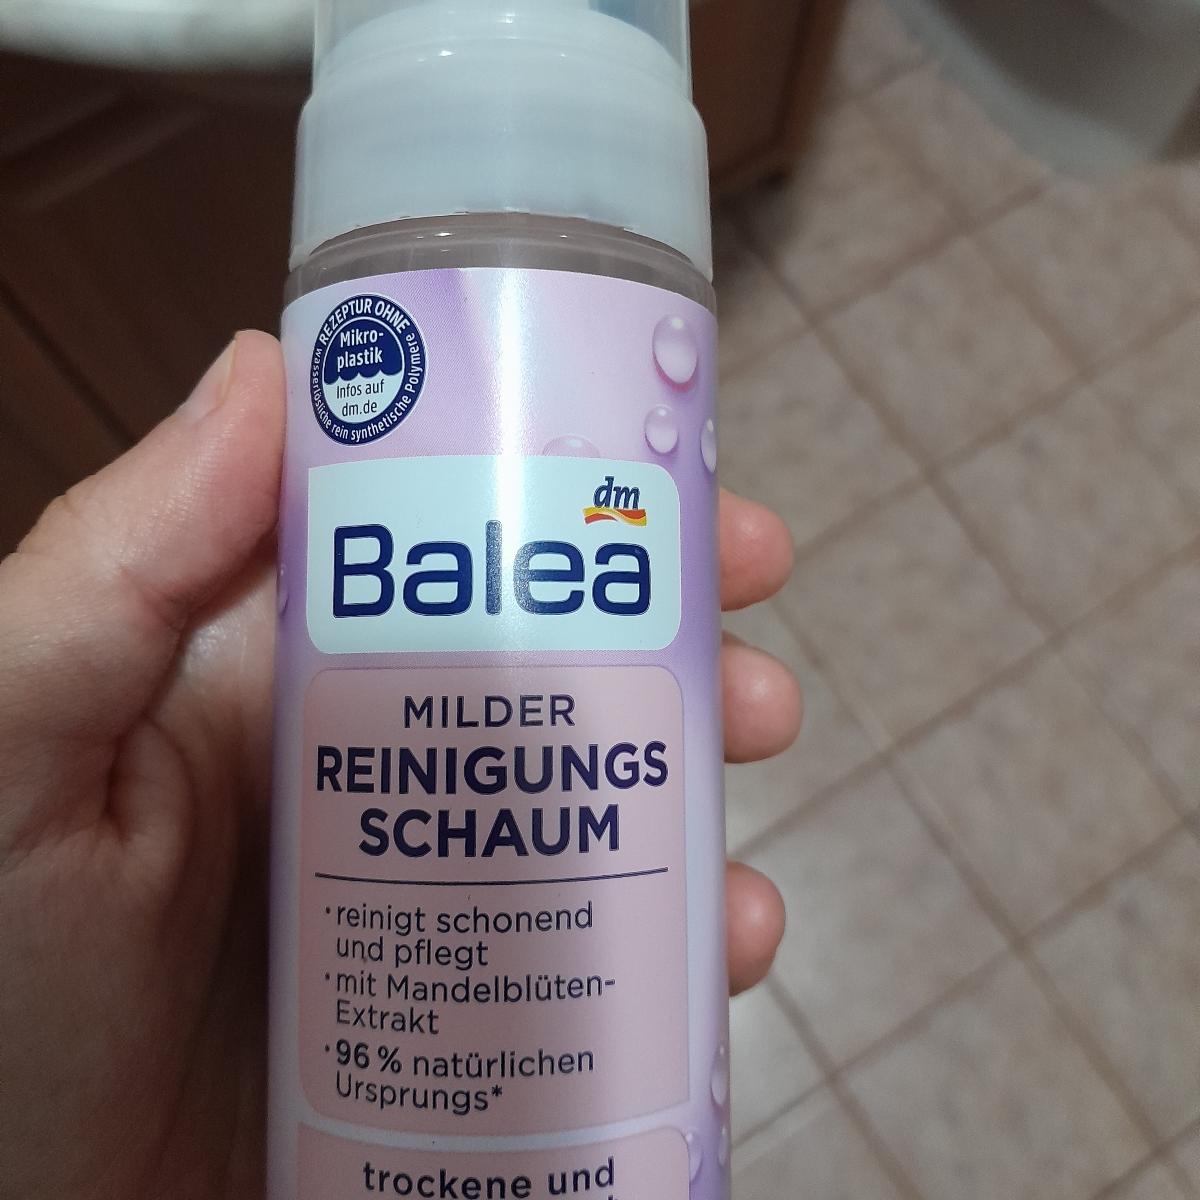 REZEPTUR OHNE
Mikro-
plastik
Infos auf
dm.de
wasserlösliche rein synthetische Polymere
dm
Balea
MILDER
REINIGUNGS
SCHAUM
•reinigt schonend
und pflegt
•mit Mandelblüten-
Extrakt
•96 % natürlichen
Ursprungs*
trockene und